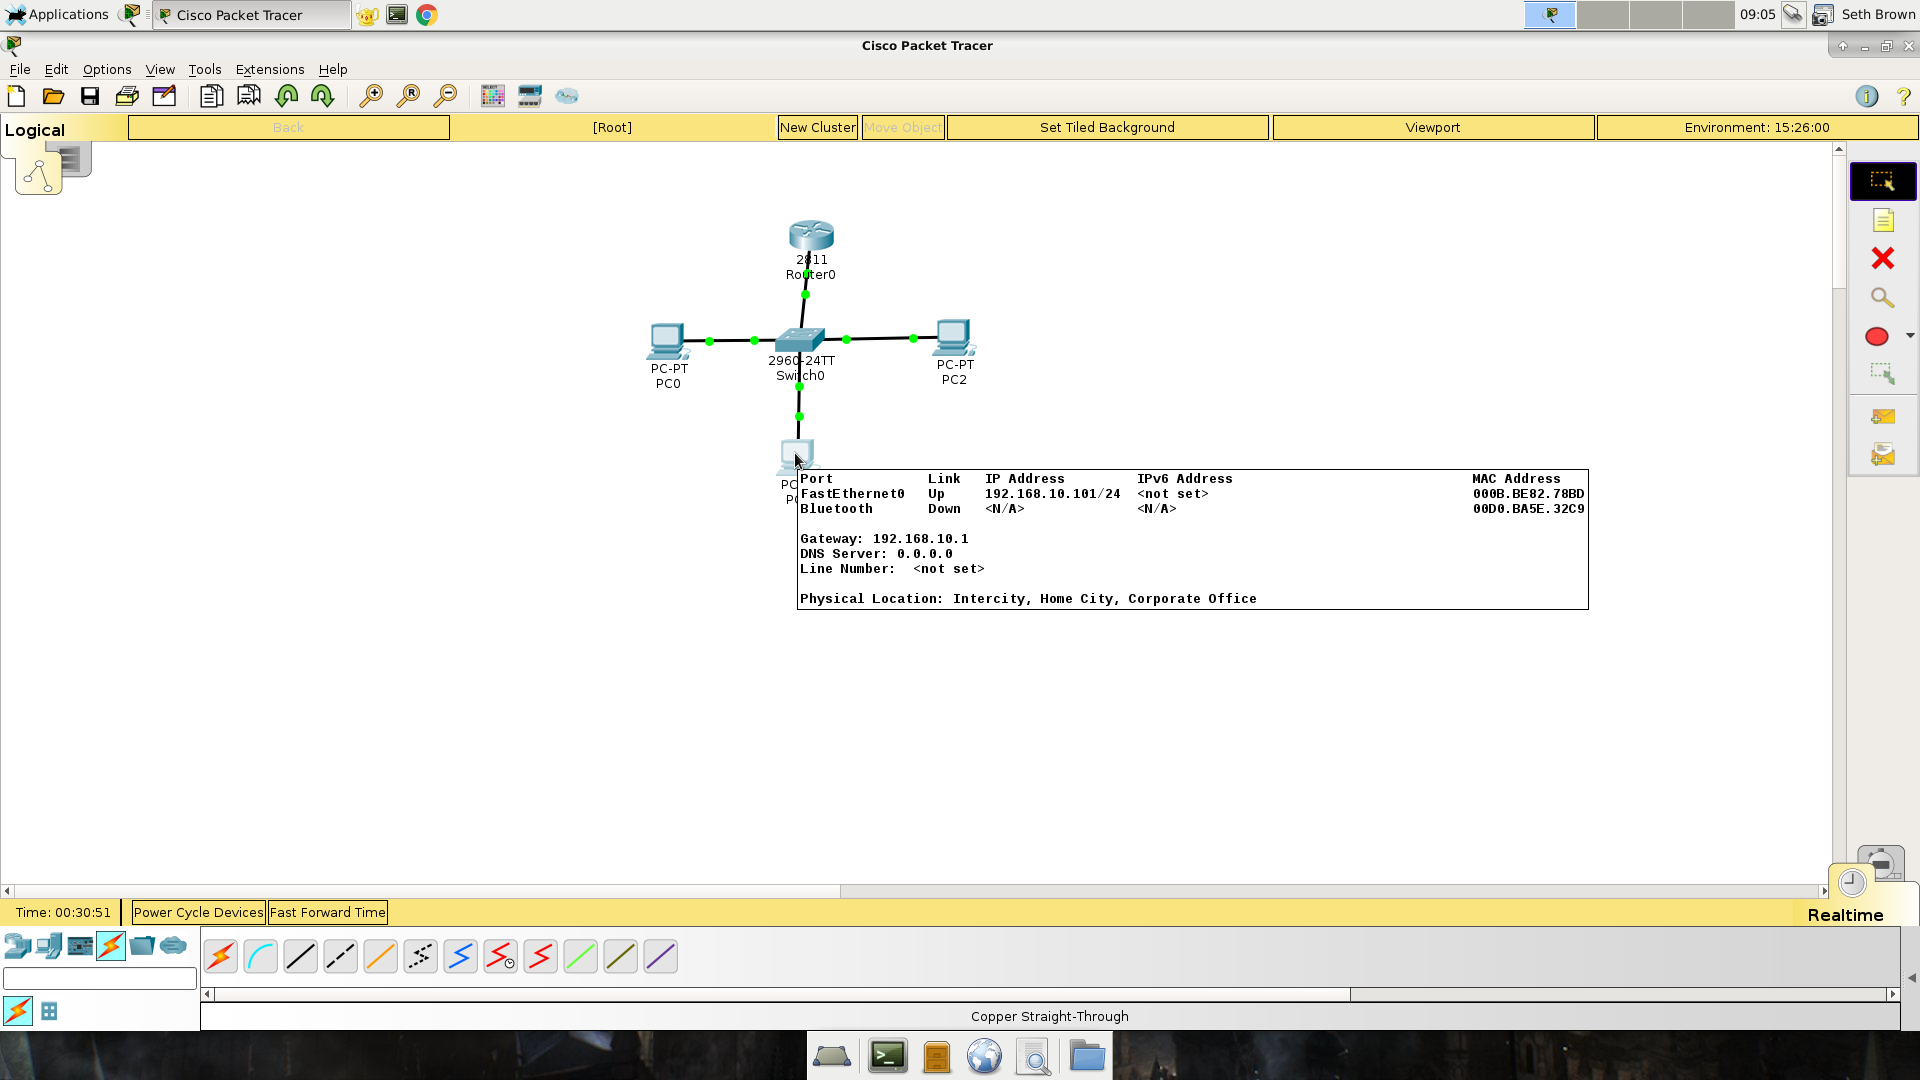 Applications Cisco Packet Tracer 09:05 Seth Brown
Cisco Packet Tracer
File Edit Options View Tools Extensions Help
Logical Back [Root] New Cluster Move Object Set Tiled Background Viewport Environment: 15:26:00
2811
Router0
PC-PT
PC0
2960-24TT
Switch0
PC-PT
PC2
Port Link IP Address IPv6 Address MAC Address
FastEthernet0 Up 192.168.10.101/24 <not set> 000B.BE82.78BD
Bluetooth Down <N/A> <N/A> 00D0.BA5E.32C9
Gateway: 192.168.10.1
DNS Server: 0.0.0.0
Line Number: <not set>
Physical Location: Intercity, Home City, Corporate Office
Time: 00:30:51 Power Cycle Devices Fast Forward Time Realtime
Copper Straight-Through